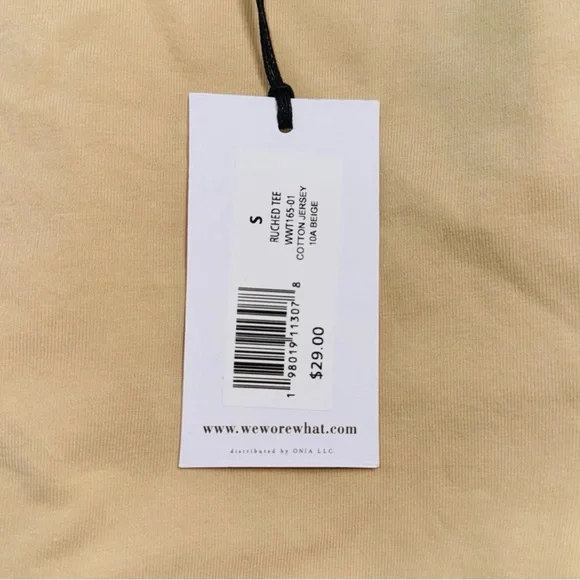 S
RUCHED TEE
WWT165-01
COTTON JERSEY
10A BEIGE
1 98019 11307 8
$29.00
www.weworewhat.com
distributed by ONIA LLC